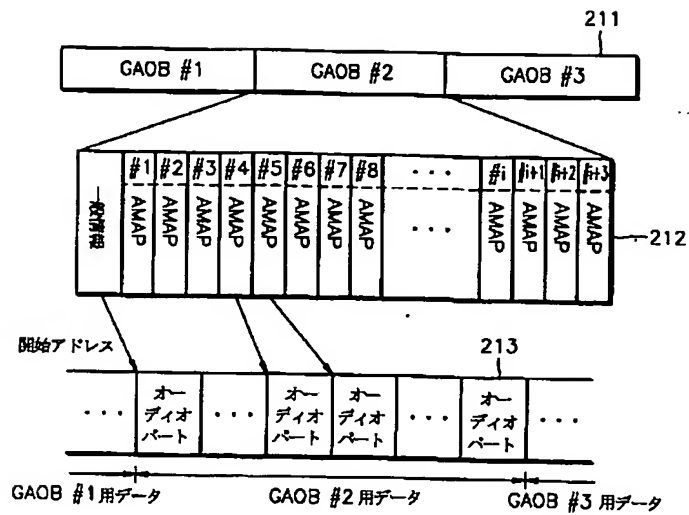 211
GAOB #1 GAOB #2 GAOB #3
#1 #2 #3 #4 #5 #6 #7 #8 ・・・ #i #i+1 #i+2 #i+3
一般情報 AMAP AMAP AMAP AMAP AMAP AMAP AMAP AMAP ・・・ AMAP AMAP AMAP AMAP
212
開始アドレス
213
・・・ オーディオパート ・・・ オーディオパート オーディオパート ・・・ オーディオパート ・・・
GAOB #1用データ GAOB #2用データ GAOB #3用データ